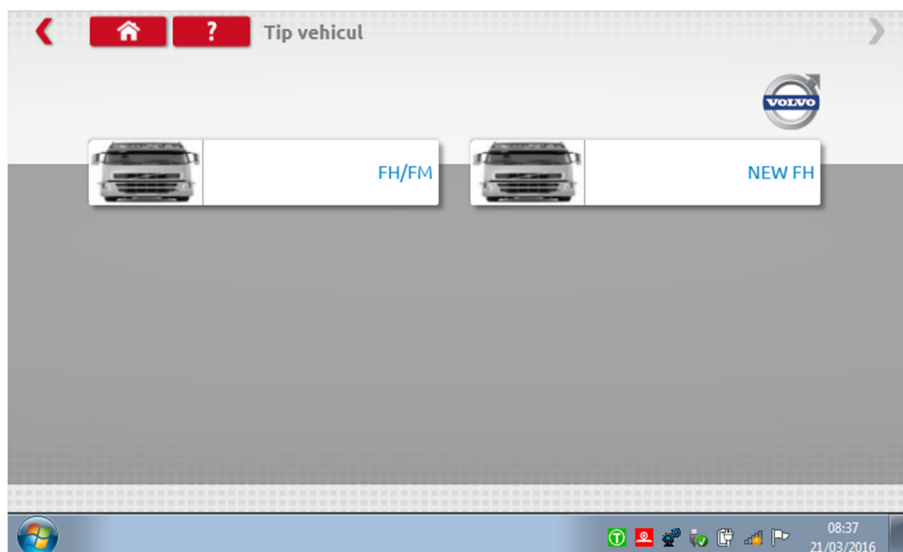 ? Tip vehicul
VOLVO
FH/FM
NEW FH
08:37
21/03/2016